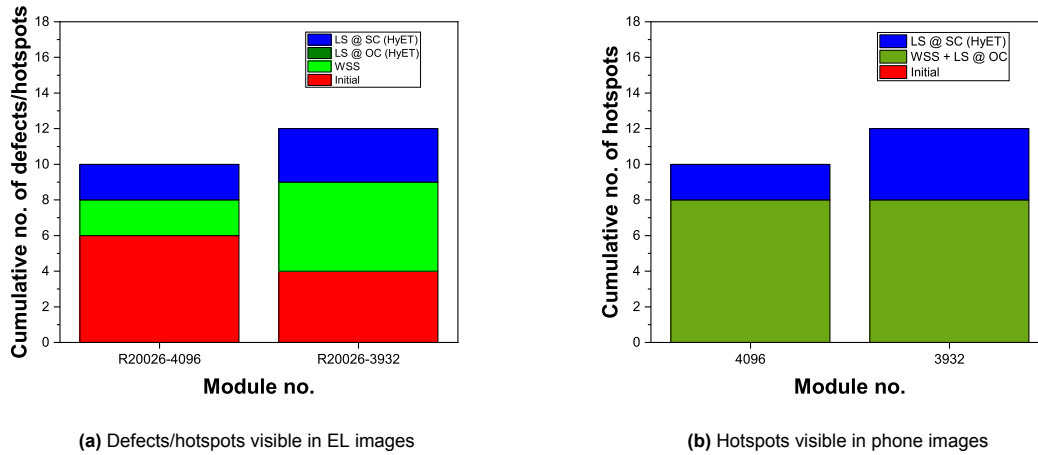 Cumulative no. of defects/hotspots
18
16
14
12
10
8
6
4
2
0
LS @ SC (HyET)
LS @ OC (HyET)
WSS
Initial
R20026-4096
R20026-3932
Module no.
(a) Defects/hotspots visible in EL images
Cumulative no. of hotspots
18
16
14
12
10
8
6
4
2
0
LS @ SC (HyET)
WSS + LS @ OC
Initial
4096
3932
Module no.
(b) Hotspots visible in phone images